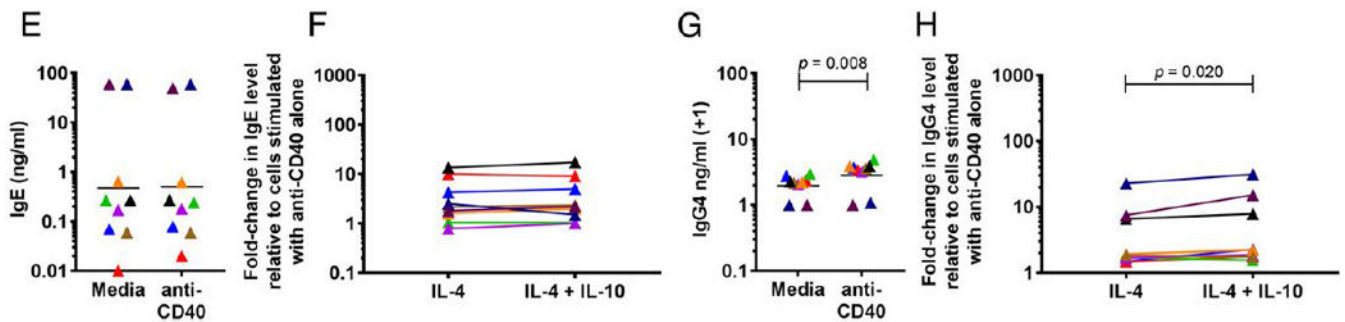 E
IgE (ng/ml)
100
10
1
0.1
0.01
Media
anti-
CD40
F
Fold-change in IgE level
relative to cells stimulated
with anti-CD40 alone
1000
100
10
1
0.1
IL-4
IL-4 + IL-10
G
IgG4 ng/ml (+1)
100
10
1
0.1
p = 0.008
Media
anti-
CD40
H
Fold-change in IgG4 level
relative to cells stimulated
with anti-CD40 alone
1000
100
10
1
p = 0.020
IL-4
IL-4 + IL-10